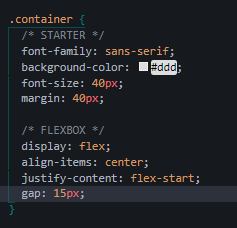 .container {
/* STARTER */
font-family: sans-serif;
background-color: #ddd;
font-size: 40px;
margin: 40px;
/* FLEXBOX */
display: flex;
align-items: center;
justify-content: flex-start;
gap: 15px;
}